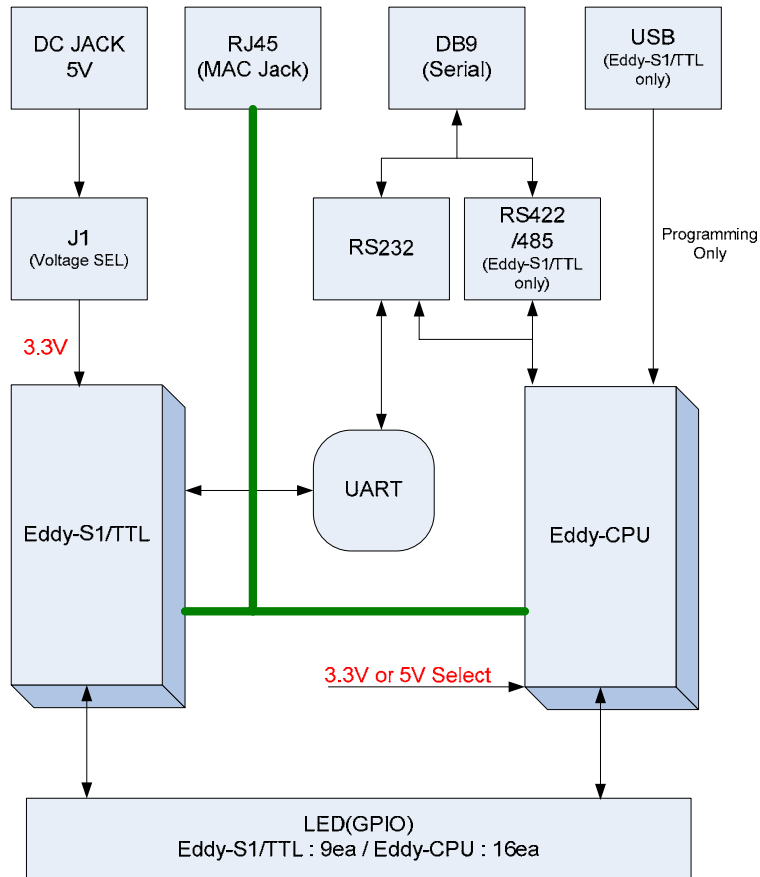 DC JACK
5V
RJ45
(MAC Jack)
DB9
(Serial)
USB
(Eddy-S1/TTL
only)
J1
(Voltage SEL)
RS232
RS422
/485
(Eddy-S1/TTL
only)
Programming
Only
3.3V
Eddy-S1/TTL
UART
Eddy-CPU
3.3V or 5V Select
LED(GPIO)
Eddy-S1/TTL : 9ea / Eddy-CPU : 16ea